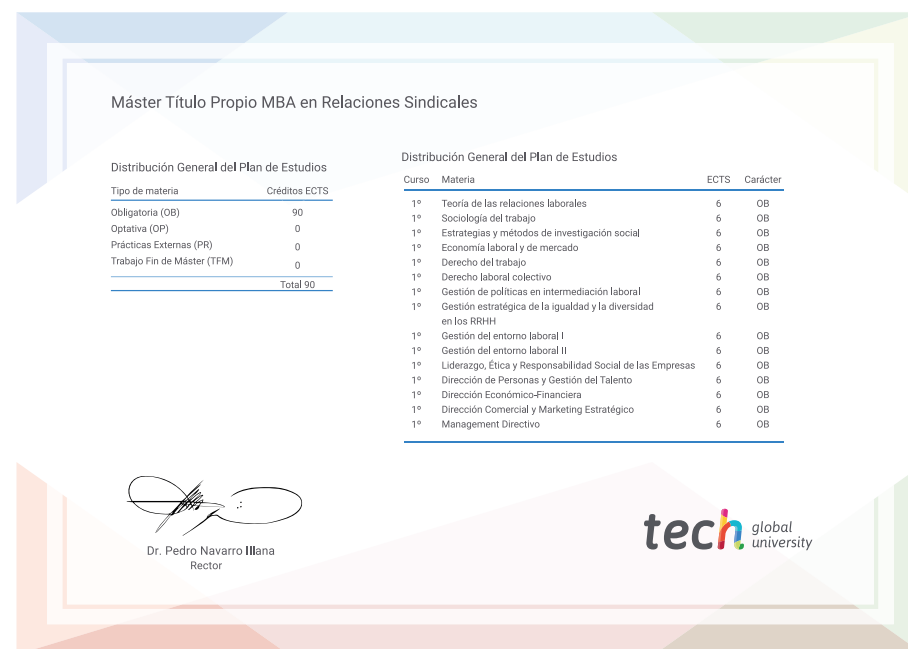 Máster Título Propio MBA en Relaciones Sindicales
Distribución General del Plan de Estudios
Tipo de materia Créditos ECTS
Obligatoria (OB) 90
Optativa (OP) 0
Prácticas Externas (PR) 0
Trabajo Fin de Máster (TFM) 0
Total 90
Distribución General del Plan de Estudios
Curso Materia ECTS Carácter
1º Teoría de las relaciones laborales 6 OB
1º Sociología del trabajo 6 OB
1º Estrategias y métodos de investigación social 6 OB
1º Economía laboral y de mercado 6 OB
1º Derecho del trabajo 6 OB
1º Derecho laboral colectivo 6 OB
1º Gestión de políticas en intermediación laboral 6 OB
1º Gestión estratégica de la igualdad y la diversidad 6 OB
en los RRHH
1º Gestión del entorno laboral I 6 OB
1º Gestión del entorno laboral II 6 OB
1º Liderazgo, Ética y Responsabilidad Social de las Empresas 6 OB
1º Dirección de Personas y Gestión del Talento 6 OB
1º Dirección Económico-Financiera 6 OB
1º Dirección Comercial y Marketing Estratégico 6 OB
1º Management Directivo 6 OB
Dr. Pedro Navarro Illana
Rector
tech global
university